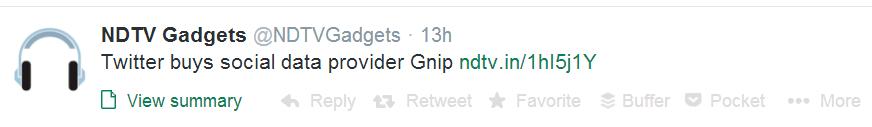 NDTV Gadgets @NDTVGadgets · 13h
Twitter buys social data provider Gnip ndtv.in/1hI5j1Y
View summary Reply Retweet Favorite Buffer Pocket More